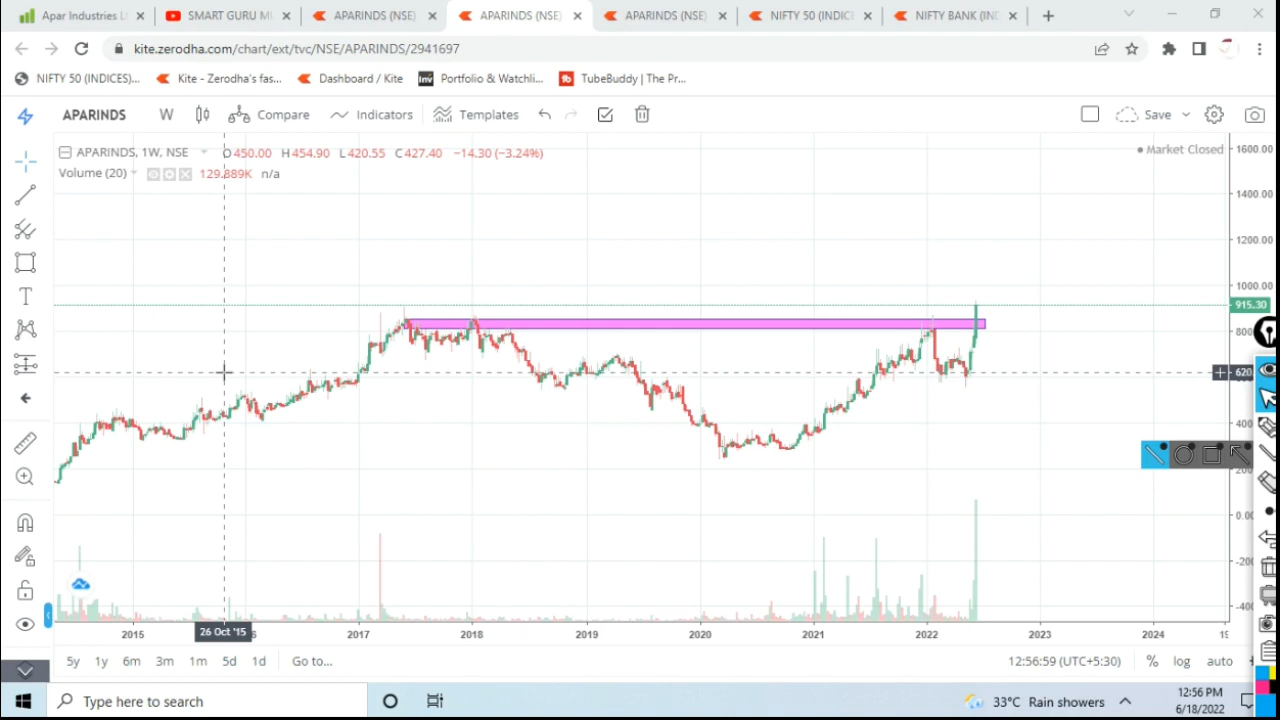 Apar Industries L
SMART GURU M
APARINDS (NSE)
APARINDS (NSE)
APARINDS (NSE)
NIFTY 50 (INDIC
NIFTY BANK (IND
kite.zerodha.com/chart/ext/tvc/NSE/APARINDS/2941697
NIFTY 50 (INDICES)...
Kite - Zerodha's fas...
Dashboard / Kite
Portfolio & Watchli...
TubeBuddy | The Pr...
APARINDS W Compare Indicators Templates Save
APARINDS, 1W, NSE O450.00 H454.90 L420.55 C427.40 −14.30 (−3.24%)
Market Closed
Volume (20) 129.889K n/a
1600.00
1400.00
1200.00
1000.00
915.30
800
620
400
200
0.00
-200
-400
2015 26 Oct '15 2016 2017 2018 2019 2020 2021 2022 2023 2024
5y 1y 6m 3m 1m 5d 1d Go to...
12:56:59 (UTC+5:30) % log auto
Type here to search
33°C Rain showers
12:56 PM
6/18/2022